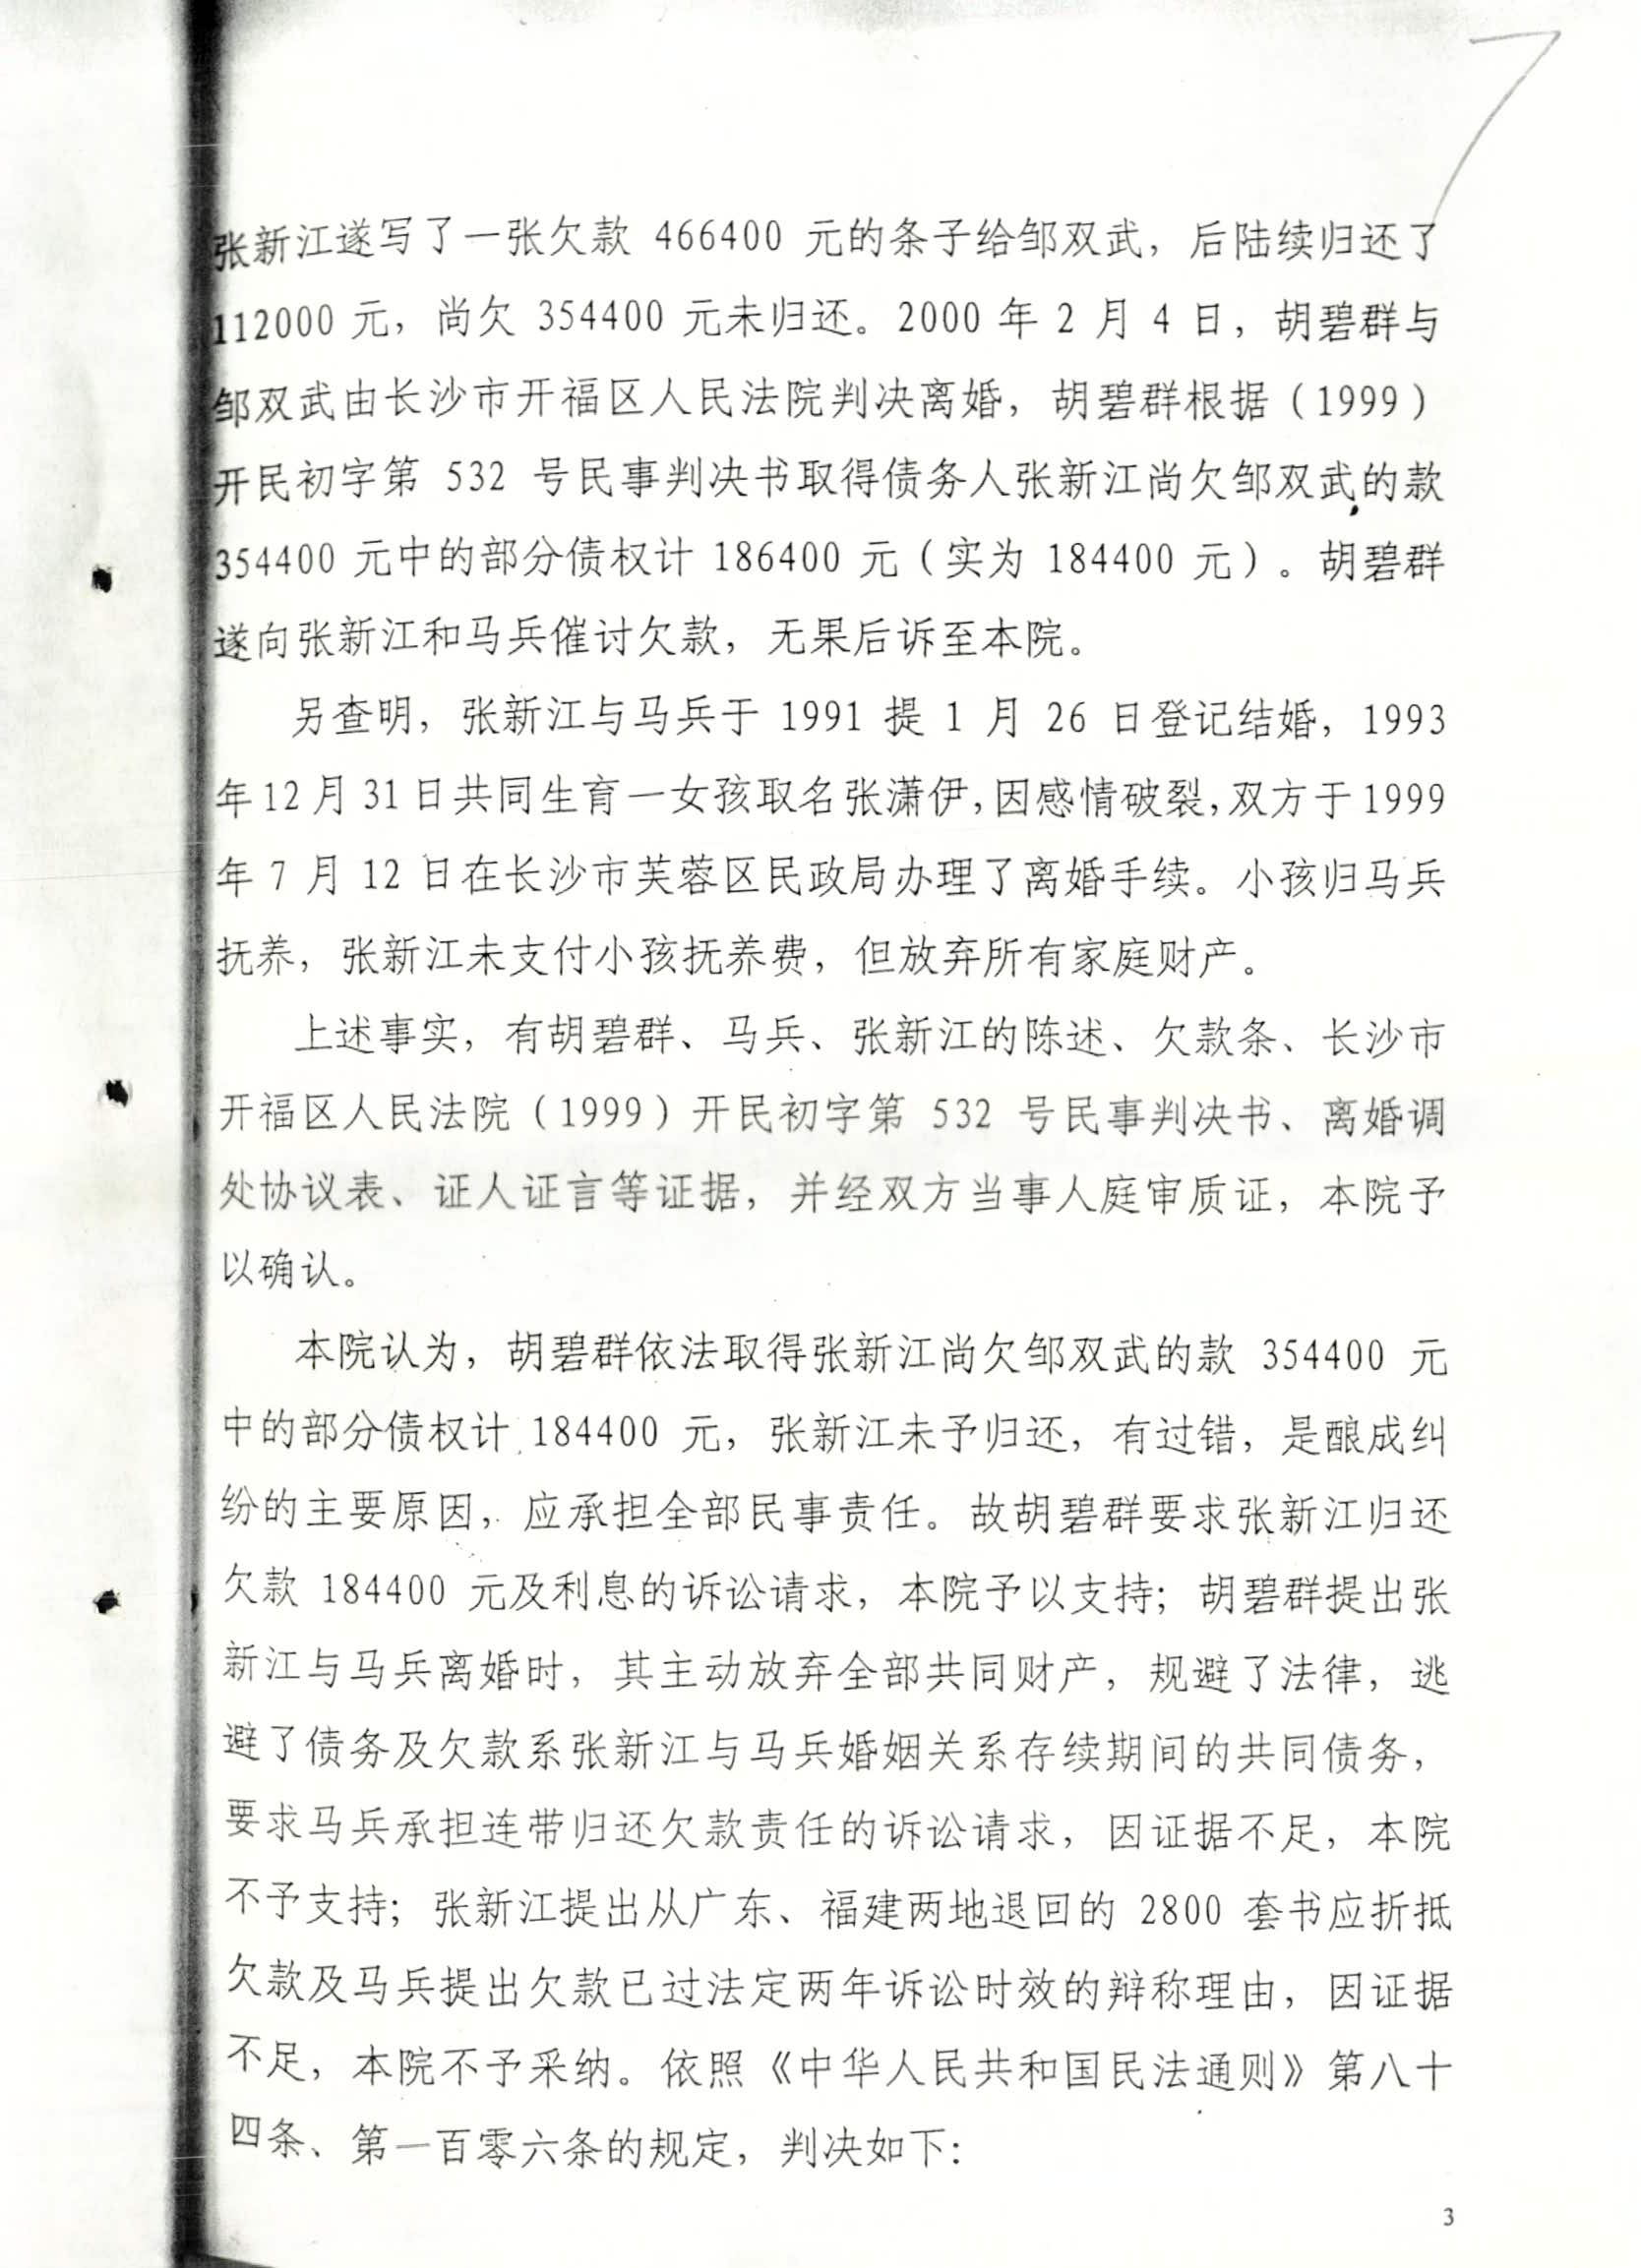 7
张新江遂写了一张欠款 466400 元的条子给邹双武，后陆续归还了
112000 元，尚欠 354400 元未归还。2000 年 2 月 4 日，胡碧群与
邹双武由长沙市开福区人民法院判决离婚，胡碧群根据（1999）
开民初字第 532 号民事判决书取得债务人张新江尚欠邹双武的款
354400 元中的部分债权计 186400 元（实为 184400 元）。胡碧群
遂向张新江和马兵催讨欠款，无果后诉至本院。
另查明，张新江与马兵于 1991 提 1 月 26 日登记结婚，1993
年 12 月 31 日共同生育一女孩取名张潇伊，因感情破裂，双方于 1999
年 7 月 12 日在长沙市芙蓉区民政局办理了离婚手续。小孩归马兵
抚养，张新江未支付小孩抚养费，但放弃所有家庭财产。
上述事实，有胡碧群、马兵、张新江的陈述、欠款条、长沙市
开福区人民法院（1999）开民初字第 532 号民事判决书、离婚调
处协议表、证人证言等证据，并经双方当事人庭审质证，本院予
以确认。
本院认为，胡碧群依法取得张新江尚欠邹双武的款 354400 元
中的部分债权计 184400 元，张新江未予归还，有过错，是酿成纠
纷的主要原因，应承担全部民事责任。故胡碧群要求张新江归还
欠款 184400 元及利息的诉讼请求，本院予以支持；胡碧群提出张
新江与马兵离婚时，其主动放弃全部共同财产，规避了法律，逃
避了债务及欠款系张新江与马兵婚姻关系存续期间的共同债务，
要求马兵承担连带归还欠款责任的诉讼请求，因证据不足，本院
不予支持；张新江提出从广东、福建两地退回的 2800 套书应折抵
欠款及马兵提出欠款已过法定两年诉讼时效的辩称理由，因证据
不足，本院不予采纳。依照《中华人民共和国民法通则》第八十
四条、第一百零六条的规定，判决如下：
3